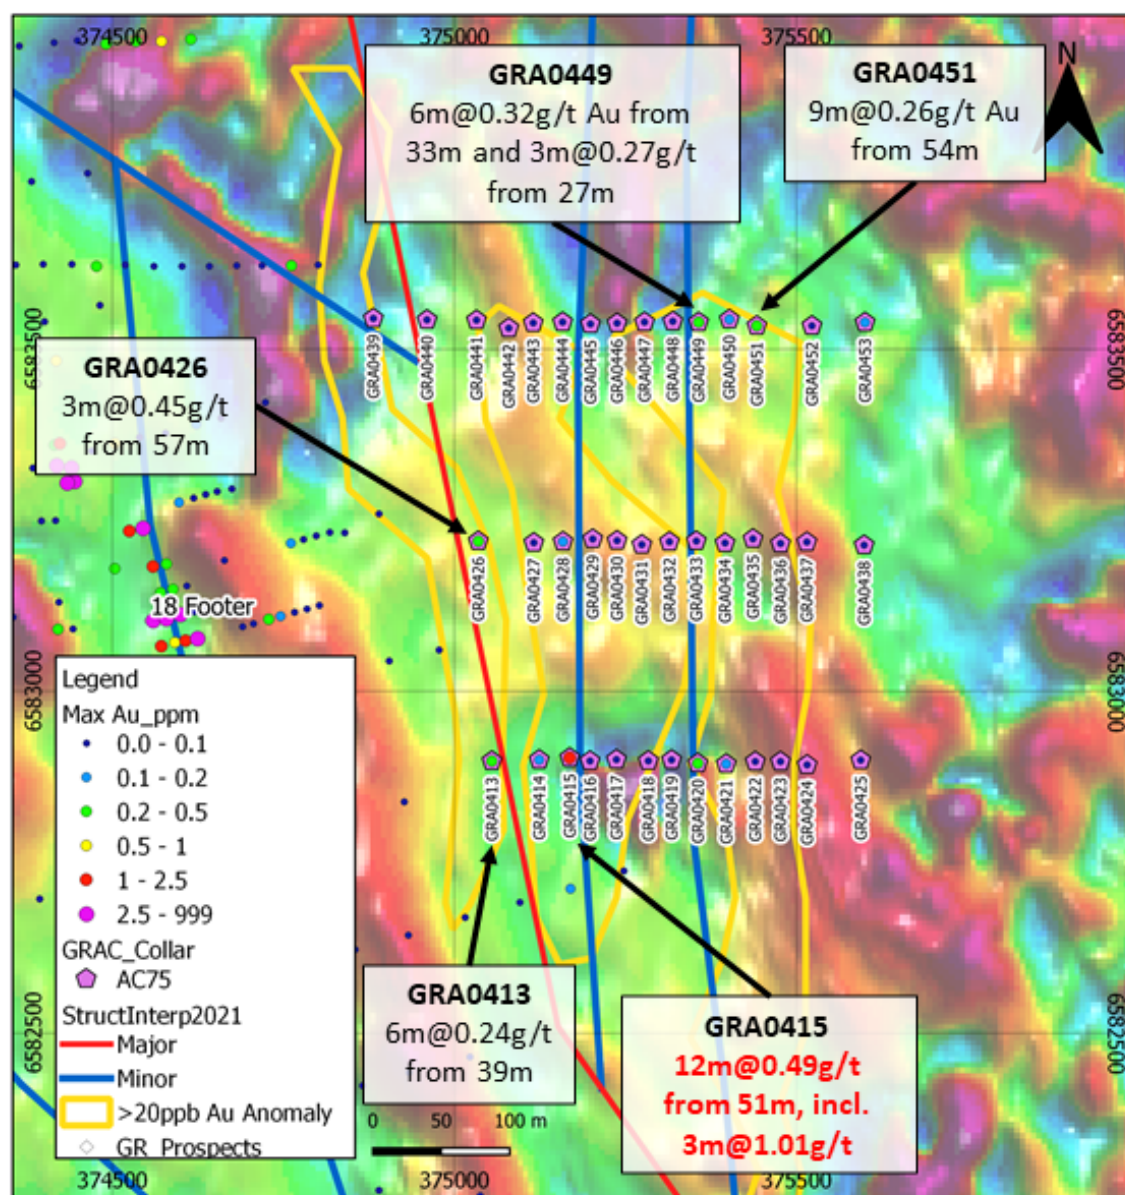 374500
375000
375500
N
GRA0449
6m@0.32g/t Au from
33m and 3m@0.27g/t
from 27m
GRA0451
9m@0.26g/t Au
from 54m
6583500
6583500
GRA0439
GRA0440
GRA0441
GRA0442
GRA0443
GRA0444
GRA0445
GRA0446
GRA0447
GRA0448
GRA0449
GRA0450
GRA0451
GRA0452
GRA0453
GRA0426
3m@0.45g/t
from 57m
GRA0426
GRA0427
GRA0428
GRA0429
GRA0430
GRA0431
GRA0432
GRA0433
GRA0434
GRA0435
GRA0436
GRA0437
GRA0438
18 Footer
6583000
6583000
Legend
Max Au_ppm
0.0 - 0.1
0.1 - 0.2
0.2 - 0.5
0.5 - 1
1 - 2.5
2.5 - 999
GRAC_Collar
AC75
StructInterp2021
Major
Minor
>20ppb Au Anomaly
GR_Prospects
GRA0413
GRA0414
GRA0415
GRA0416
GRA0417
GRA0418
GRA0419
GRA0420
GRA0421
GRA0422
GRA0423
GRA0424
GRA0425
GRA0413
6m@0.24g/t
from 39m
GRA0415
12m@0.49g/t
from 51m, incl.
3m@1.01g/t
6582500
6582500
0 50 100 m
374500
375000
375500